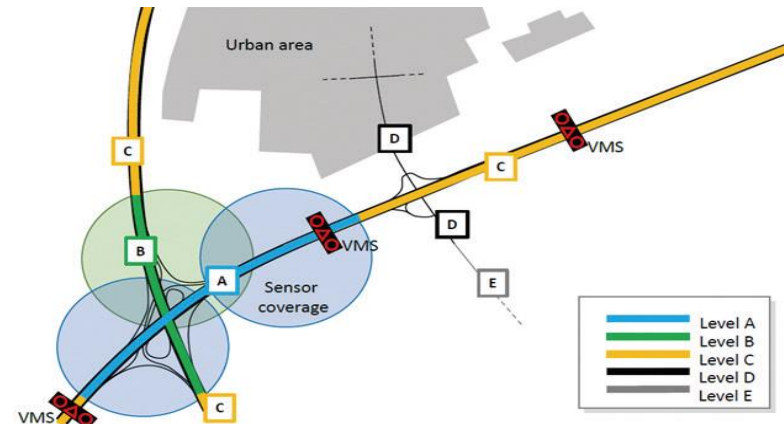 Urban area
D
C
VMS
C
D
B
VMS
A
E
Sensor
coverage
C
VMS
Level A
Level B
Level C
Level D
Level E